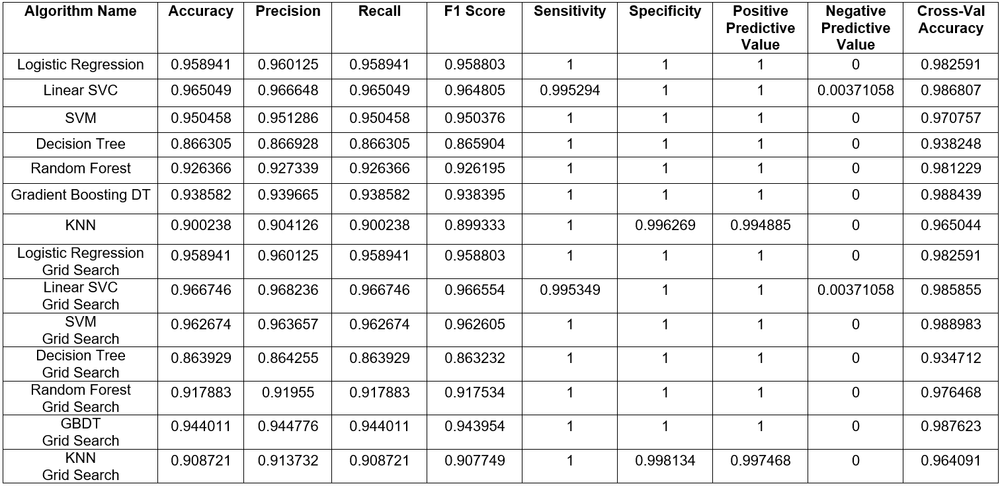 Algorithm Name Accuracy Precision Recall F1 Score Sensitivity Specificity Positive Predictive Value Negative Predictive Value Cross-Val Accuracy
Logistic Regression 0.958941 0.960125 0.958941 0.958803 1 1 1 0 0.982591
Linear SVC 0.965049 0.966648 0.965049 0.964805 0.995294 1 1 0.00371058 0.986807
SVM 0.950458 0.951286 0.950458 0.950376 1 1 1 0 0.970757
Decision Tree 0.866305 0.866928 0.866305 0.865904 1 1 1 0 0.938248
Random Forest 0.926366 0.927339 0.926366 0.926195 1 1 1 0 0.981229
Gradient Boosting DT 0.938582 0.939665 0.938582 0.938395 1 1 1 0 0.988439
KNN 0.900238 0.904126 0.900238 0.899333 1 0.996269 0.994885 0 0.965044
Logistic Regression Grid Search 0.958941 0.960125 0.958941 0.958803 1 1 1 0 0.982591
Linear SVC Grid Search 0.966746 0.968236 0.966746 0.966554 0.995349 1 1 0.00371058 0.985855
SVM Grid Search 0.962674 0.963657 0.962674 0.962605 1 1 1 0 0.988983
Decision Tree Grid Search 0.863929 0.864255 0.863929 0.863232 1 1 1 0 0.934712
Random Forest Grid Search 0.917883 0.91955 0.917883 0.917534 1 1 1 0 0.976468
GBDT Grid Search 0.944011 0.944776 0.944011 0.943954 1 1 1 0 0.987623
KNN Grid Search 0.908721 0.913732 0.908721 0.907749 1 0.998134 0.997468 0 0.964091